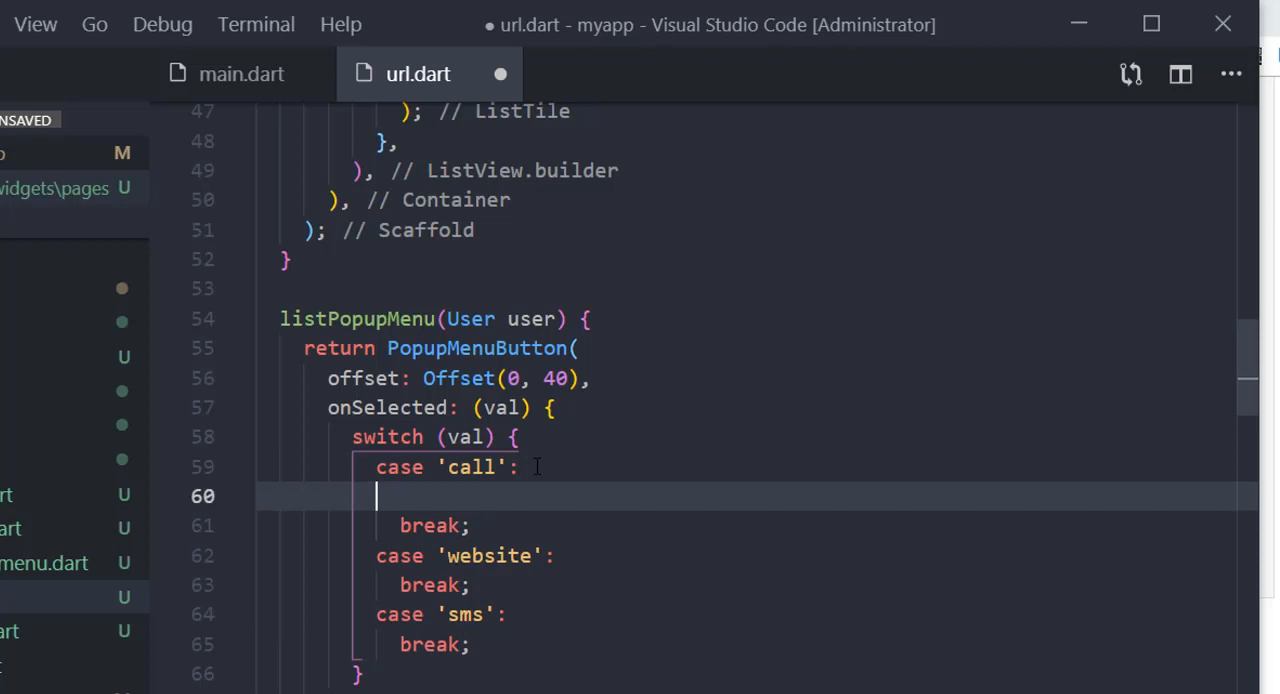 View Go Debug Terminal Help ● url.dart - myapp - Visual Studio Code [Administrator]
main.dart url.dart
NSAVED
M
widgets\pages U
U
rt U
art U
menu.dart U
U
art U
47 ); // ListTile
48 },
49 ), // ListView.builder
50 ), // Container
51 ); // Scaffold
52 }
53
54 listPopupMenu(User user) {
55 return PopupMenuButton(
56 offset: Offset(0, 40),
57 onSelected: (val) {
58 switch (val) {
59 case 'call':
60
61 break;
62 case 'website':
63 break;
64 case 'sms':
65 break;
66 }